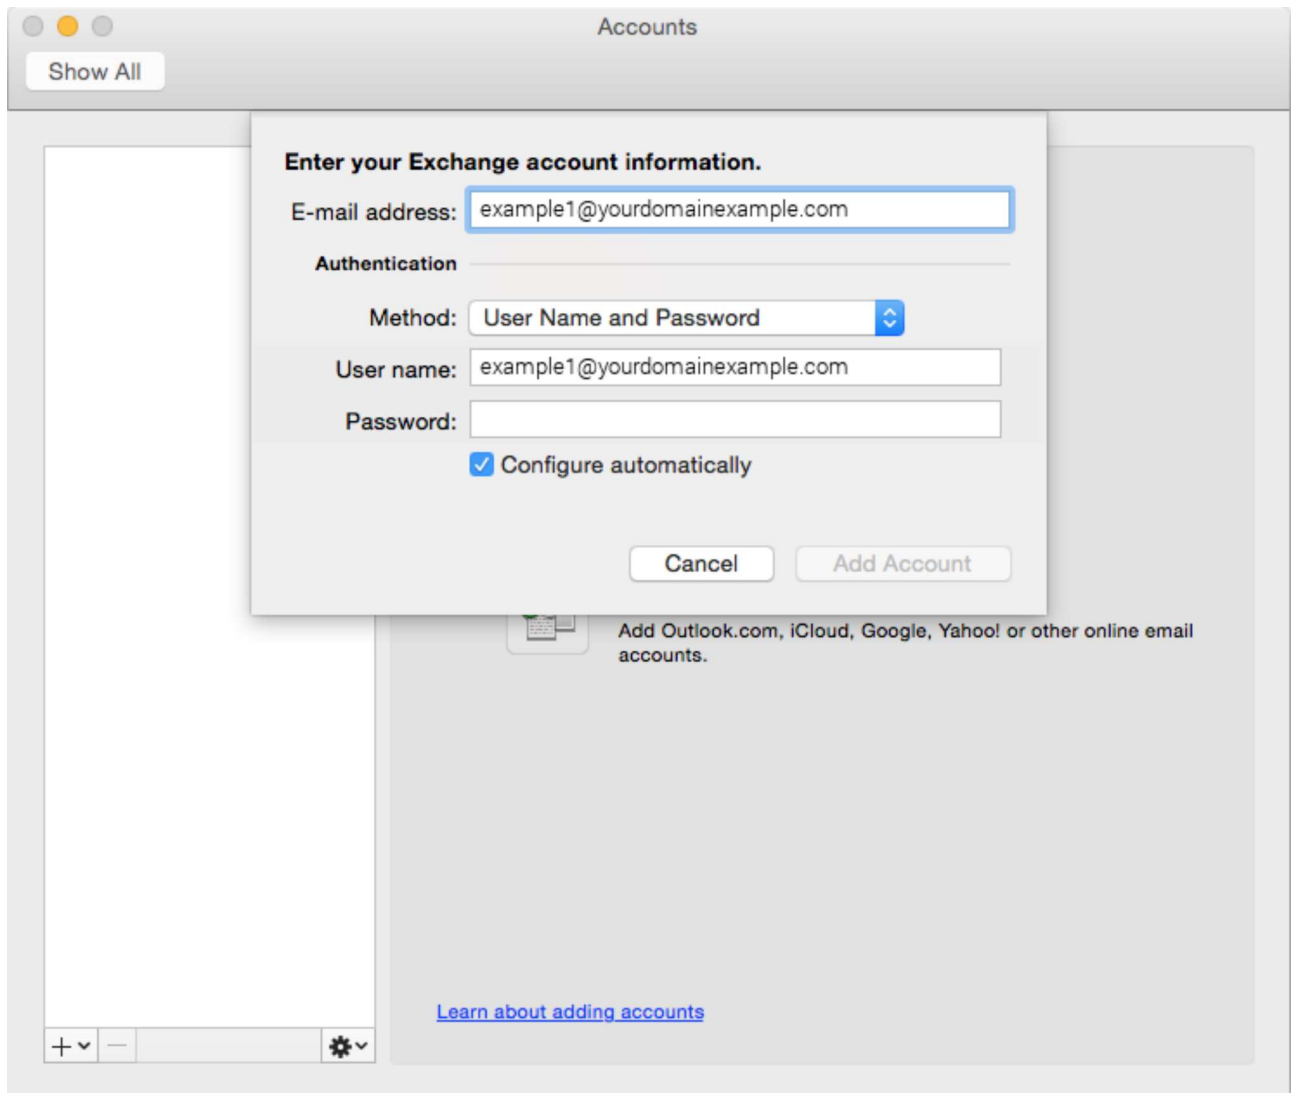 Accounts
Show All
Enter your Exchange account information.
E-mail address: example1@yourdomainexample.com
Authentication
Method: User Name and Password
User name: example1@yourdomainexample.com
Password:
Configure automatically
Cancel Add Account
Add Outlook.com, iCloud, Google, Yahoo! or other online email
accounts.
Learn about adding accounts